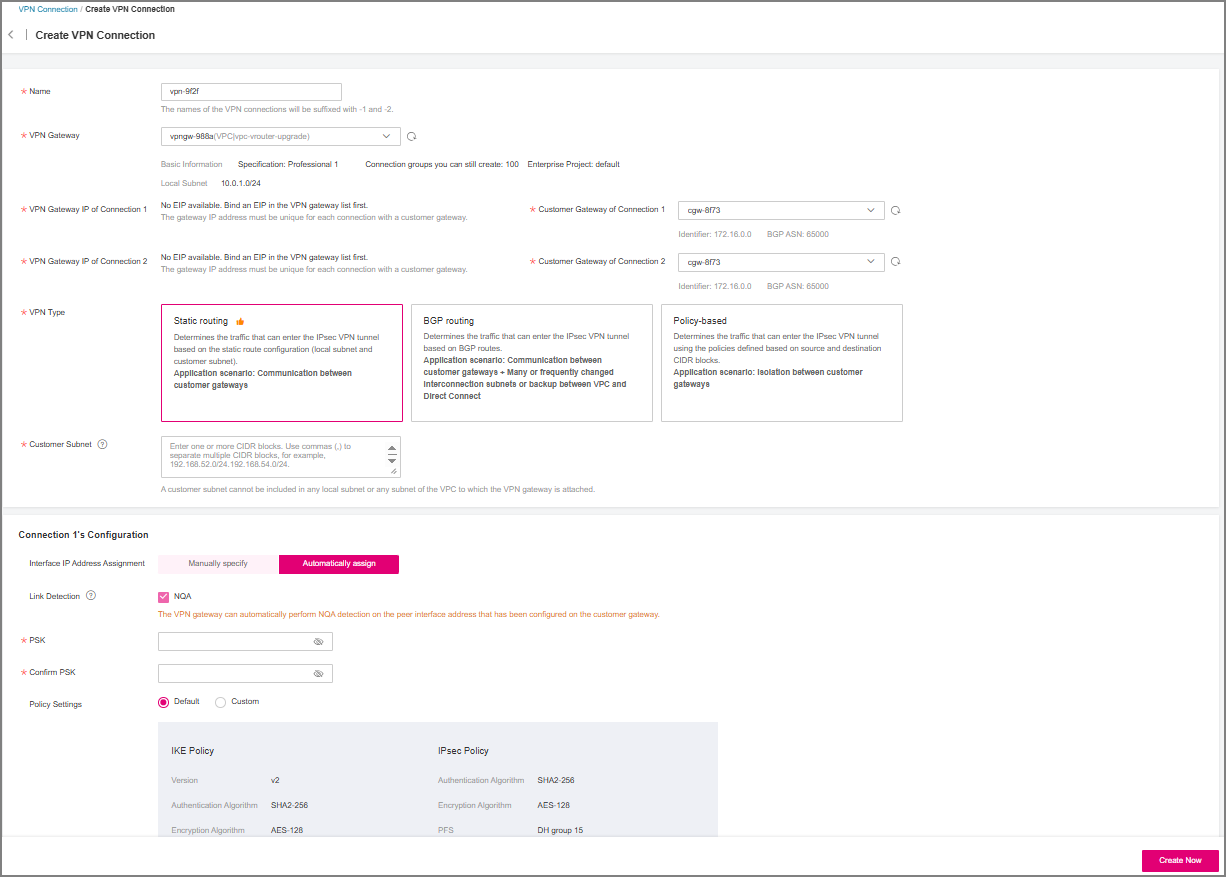 VPN Connection / Create VPN Connection
Create VPN Connection
* Name
vpn-9f2f
The names of the VPN connections will be suffixed with -1 and -2.
* VPN Gateway
vpngw-988a(VPC|vpc-vrouter-upgrade)
Basic Information Specification: Professional 1 Connection groups you can still create: 100 Enterprise Project: default
Local Subnet 10.0.1.0/24
* VPN Gateway IP of Connection 1
No EIP available. Bind an EIP in the VPN gateway list first.
The gateway IP address must be unique for each connection with a customer gateway.
* Customer Gateway of Connection 1
cgw-8f73
Identifier: 172.16.0.0 BGP ASN: 65000
* VPN Gateway IP of Connection 2
No EIP available. Bind an EIP in the VPN gateway list first.
The gateway IP address must be unique for each connection with a customer gateway.
* Customer Gateway of Connection 2
cgw-8f73
Identifier: 172.16.0.0 BGP ASN: 65000
* VPN Type
Static routing
Determines the traffic that can enter the IPsec VPN tunnel
based on the static route configuration (local subnet and
customer subnet).
Application scenario: Communication between
customer gateways
BGP routing
Determines the traffic that can enter the IPsec VPN tunnel
based on BGP routes.
Application scenario: Communication between
customer gateways + Many or frequently changed
interconnection subnets or backup between VPC and
Direct Connect
Policy-based
Determines the traffic that can enter the IPsec VPN tunnel
using the policies defined based on source and destination
CIDR blocks.
Application scenario: Isolation between customer
gateways
* Customer Subnet ?
Enter one or more CIDR blocks. Use commas (,) to
separate multiple CIDR blocks, for example,
192.168.52.0/24,192.168.54.0/24.
A customer subnet cannot be included in any local subnet or any subnet of the VPC to which the VPN gateway is attached.
Connection 1's Configuration
Interface IP Address Assignment
Manually specify
Automatically assign
Link Detection ?
NQA
The VPN gateway can automatically perform NQA detection on the peer interface address that has been configured on the customer gateway.
* PSK
* Confirm PSK
Policy Settings
Default
Custom
IKE Policy
Version v2
Authentication Algorithm SHA2-256
Encryption Algorithm AES-128
IPsec Policy
Authentication Algorithm SHA2-256
Encryption Algorithm AES-128
PFS DH group 15
Create Now